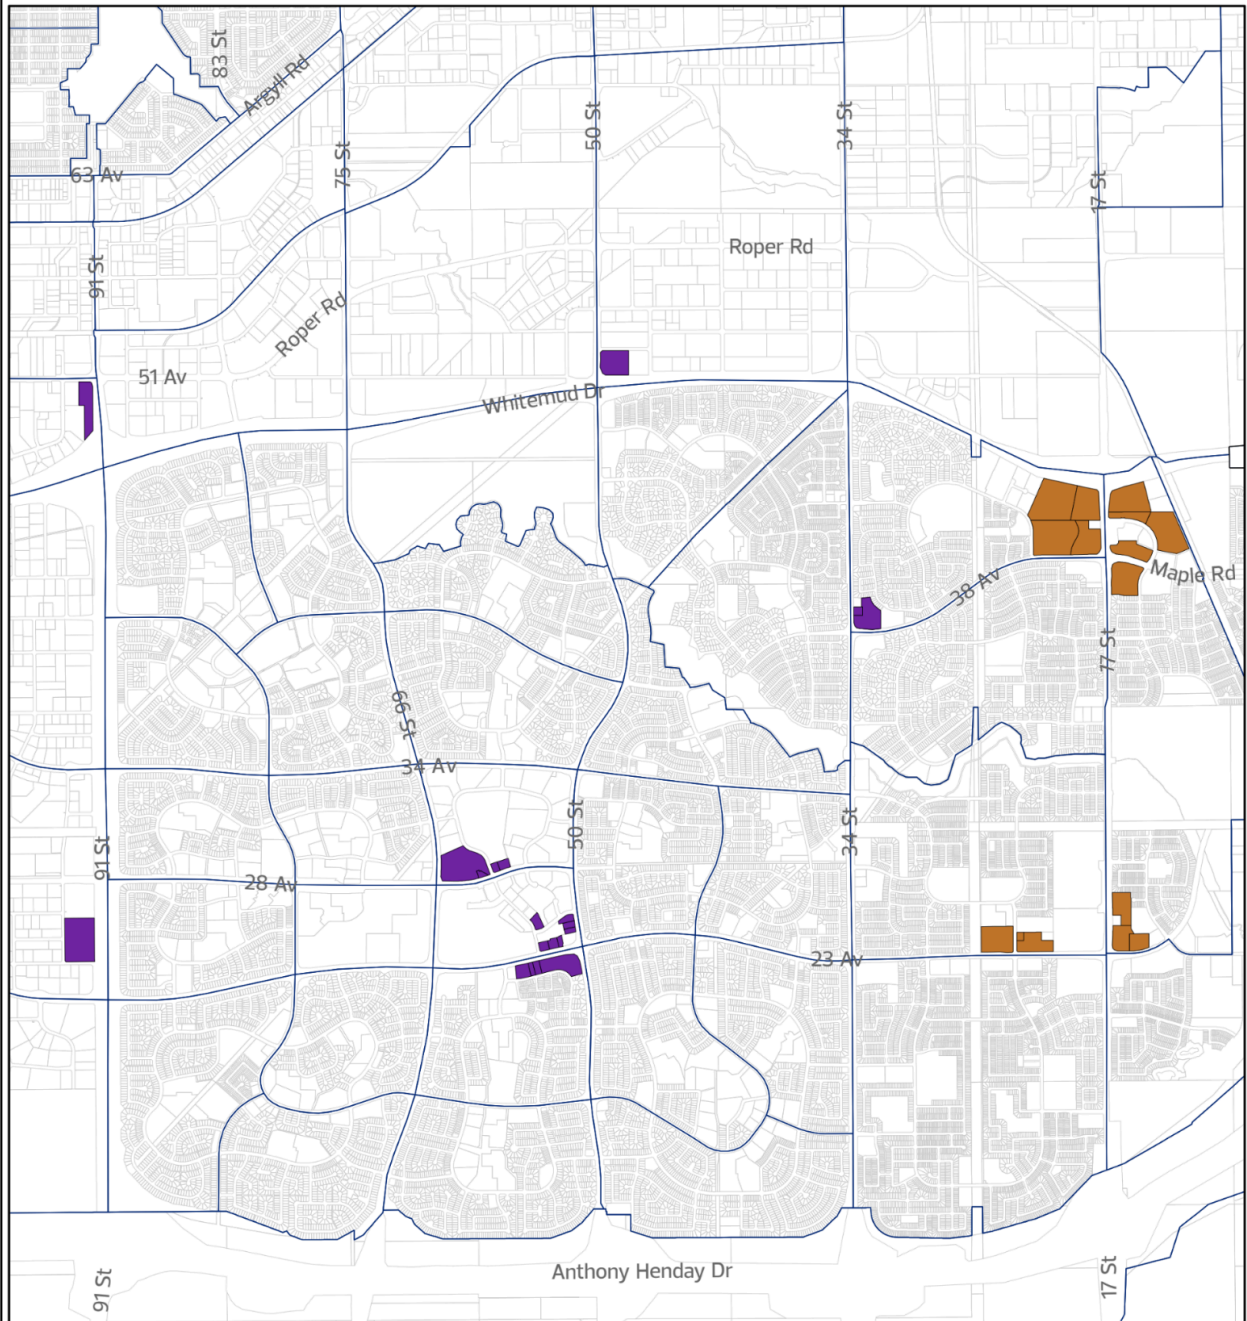 83 St
Argyll Rd
50 St
34 St
75 St
63 Av
17 St
Roper Rd
91 St
Roper Rd
51 Av
Whitemud Dr
38 Av
Maple Rd
17 St
66 St
34 Av
50 St
34 St
91 St
28 Av
23 Av
Anthony Henday Dr
91 St
17 St